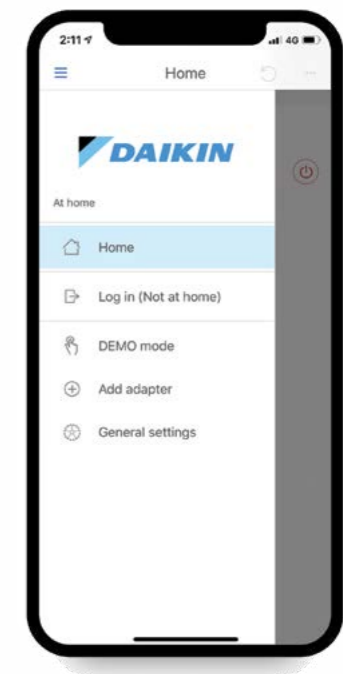 2:11
4G
Home
DAIKIN
At home
Home
Log in (Not at home)
DEMO mode
Add adapter
General settings